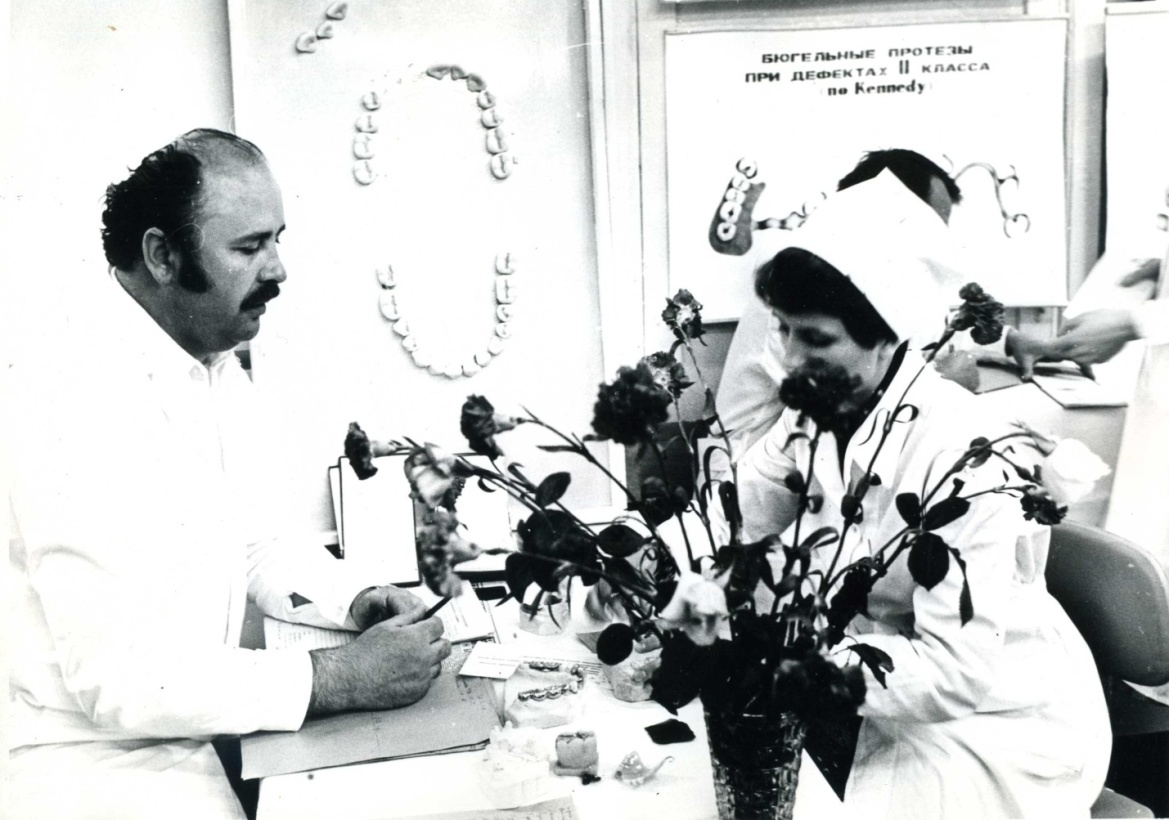 БЮГЕЛЬНЫЕ ПРОТЕЗЫ
ПРИ ДЕФЕКТАХ II КЛАССА
(по Kennedy)